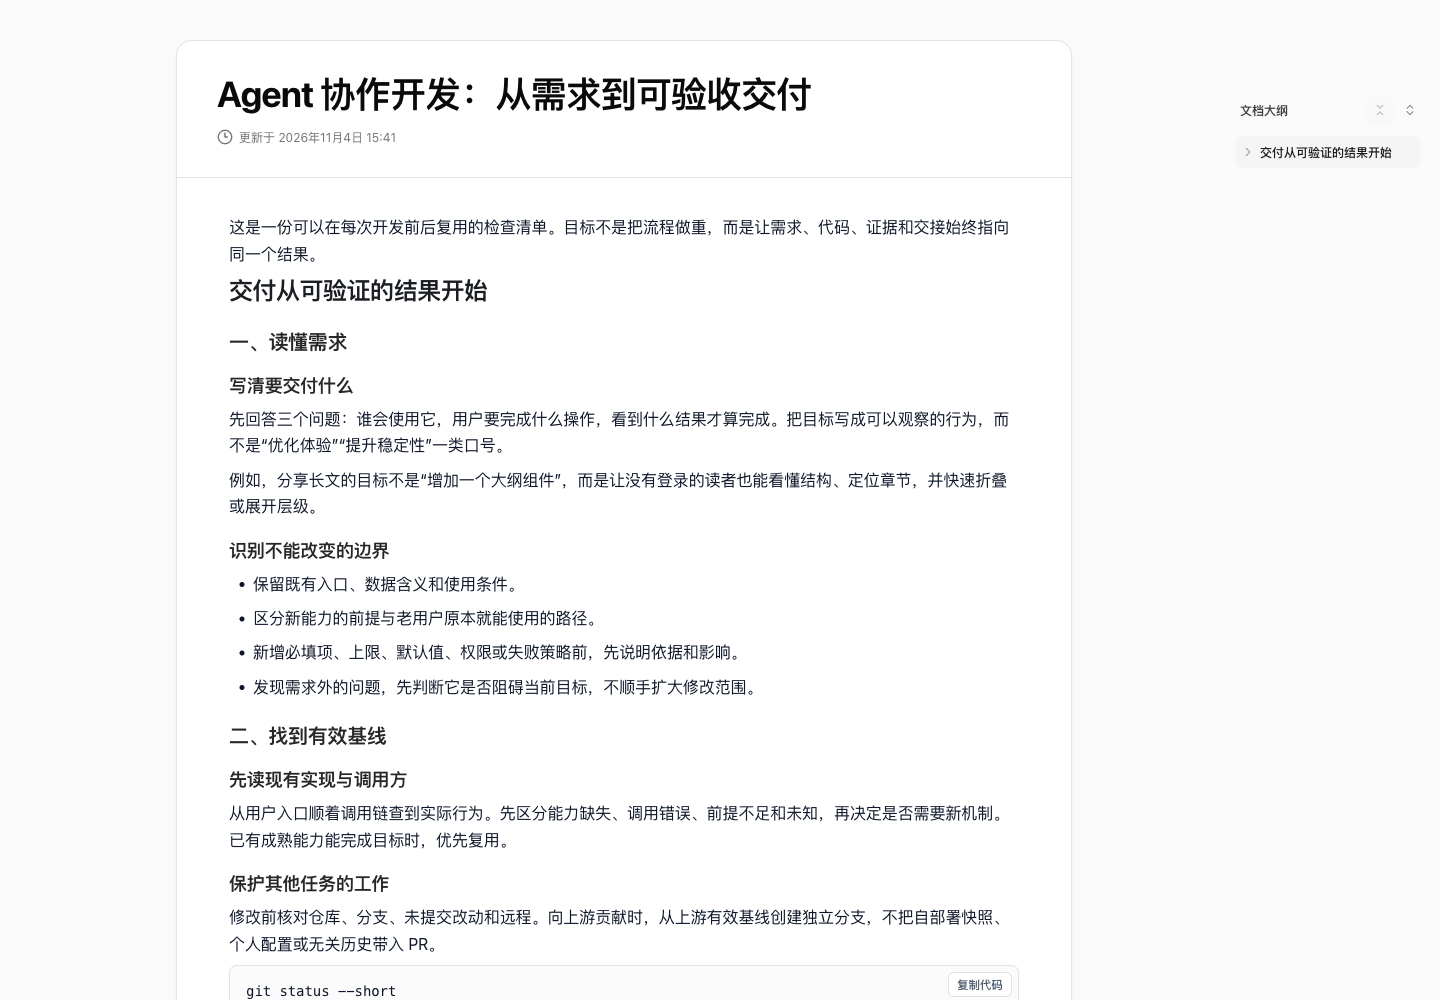 Agent 协作开发：从需求到可验收交付
更新于 2026年11月4日 15:41
文档大纲
交付从可验证的结果开始
这是一份可以在每次开发前后复用的检查清单。目标不是把流程做重，而是让需求、代码、证据和交接始终指向
同一个结果。
交付从可验证的结果开始
一、读懂需求
写清要交付什么
先回答三个问题：谁会使用它，用户要完成什么操作，看到什么结果才算完成。把目标写成可以观察的行为，而
不是“优化体验”“提升稳定性”一类口号。
例如，分享长文的目标不是“增加一个大纲组件”，而是让没有登录的读者也能看懂结构、定位章节，并快速折叠
或展开层级。
识别不能改变的边界
• 保留既有入口、数据含义和使用条件。
• 区分新能力的前提与老用户原本就能使用的路径。
• 新增必填项、上限、默认值、权限或失败策略前，先说明依据和影响。
• 发现需求外的问题，先判断它是否阻碍当前目标，不顺手扩大修改范围。
二、找到有效基线
先读现有实现与调用方
从用户入口顺着调用链查到实际行为。先区分能力缺失、调用错误、前提不足和未知，再决定是否需要新机制。
已有成熟能力能完成目标时，优先复用。
保护其他任务的工作
修改前核对仓库、分支、未提交改动和远程。向上游贡献时，从上游有效基线创建独立分支，不把自部署快照、
个人配置或无关历史带入 PR。
复制代码
git status --short